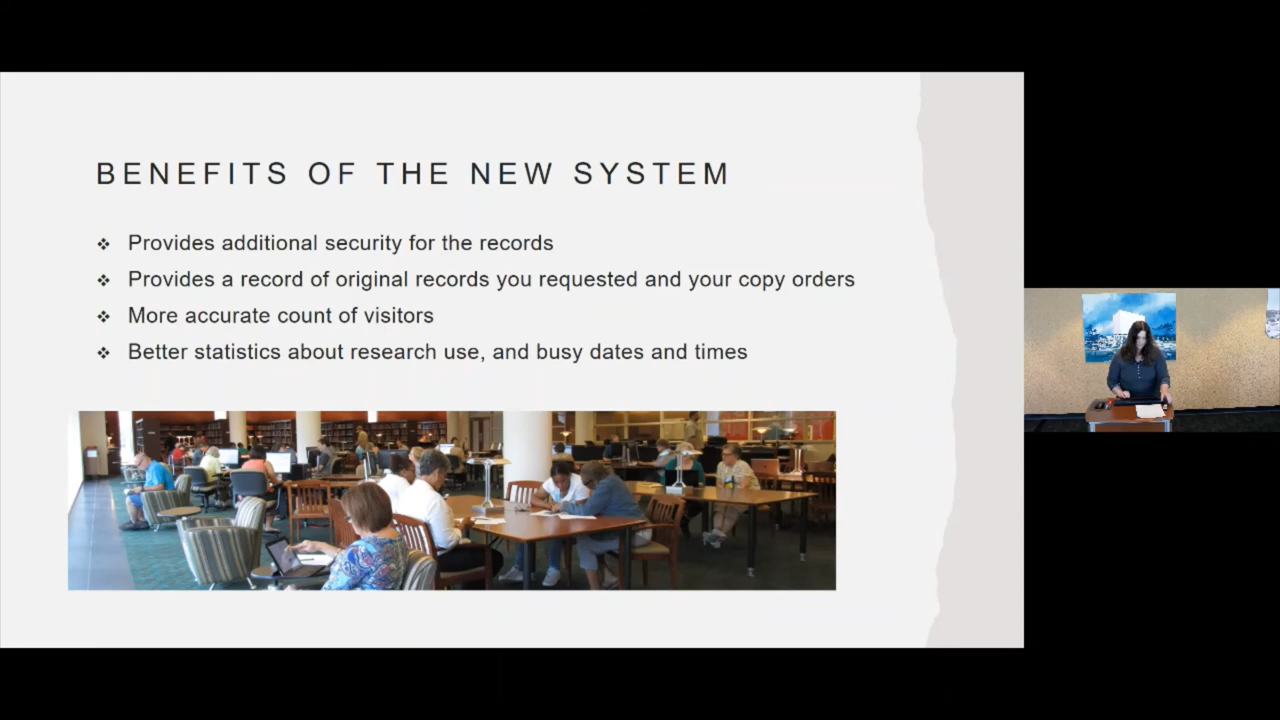 BENEFITS OF THE NEW SYSTEM
❖ Provides additional security for the records
❖ Provides a record of original records you requested and your copy orders
❖ More accurate count of visitors
❖ Better statistics about research use, and busy dates and times